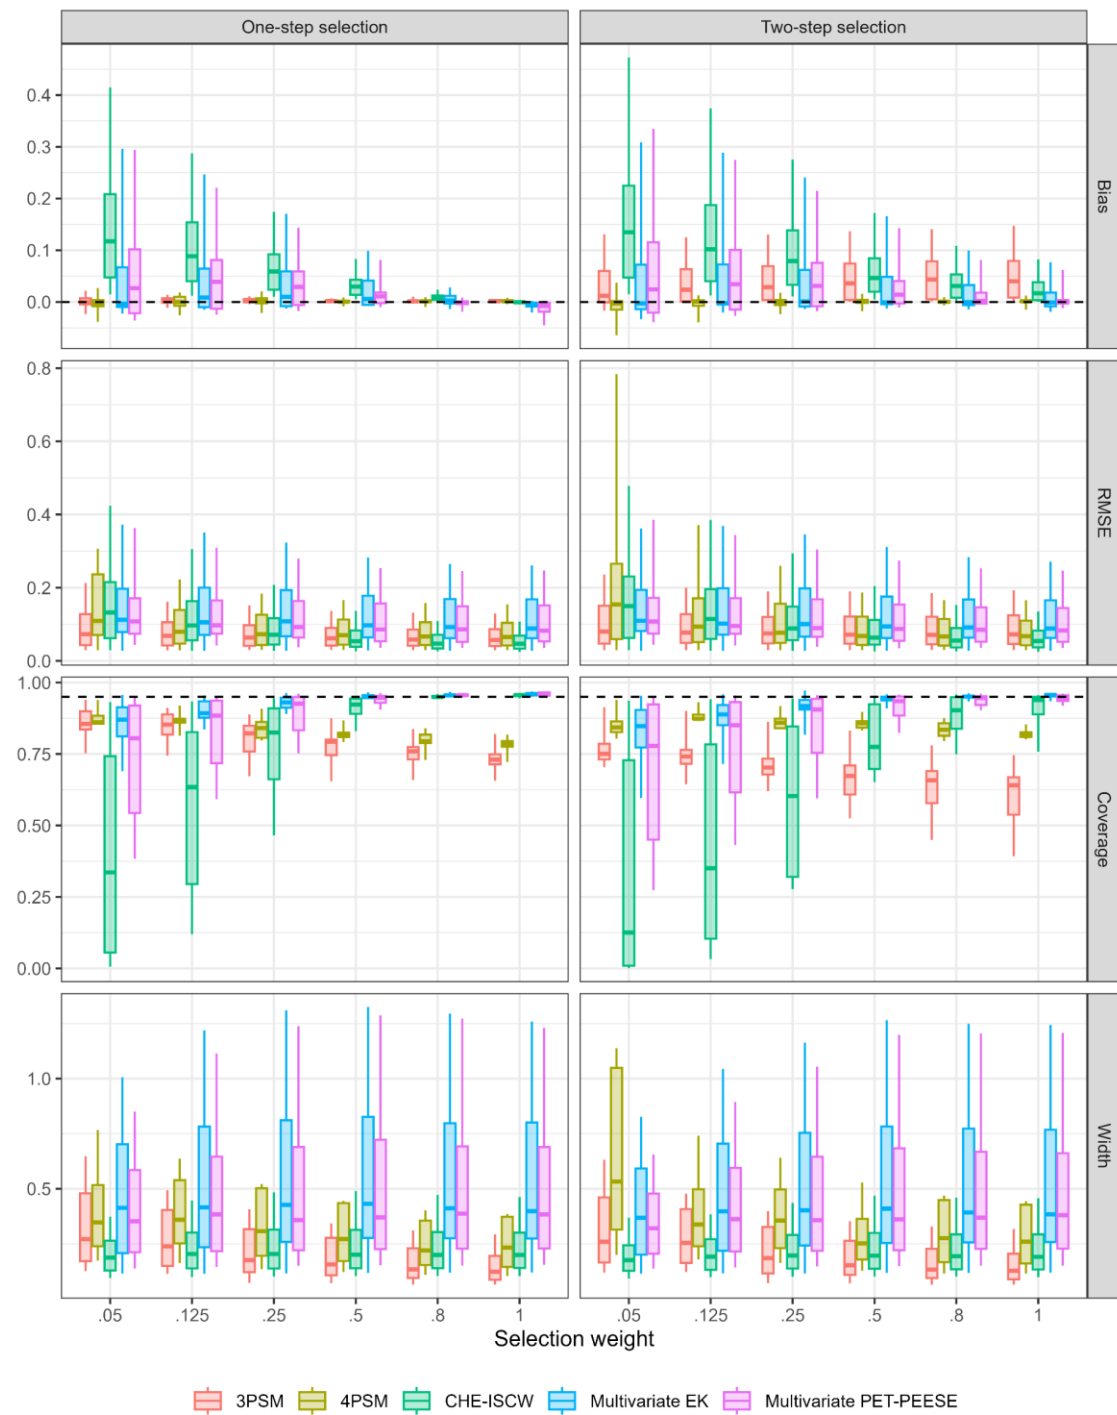 One-step selection
Two-step selection
0.4
0.3
0.2
0.1
0.0
Bias
0.8
0.6
0.4
0.2
0.0
RMSE
1.00
0.75
0.50
0.25
0.00
Coverage
1.0
0.5
Width
.05 .125 .25 .5 .8 1
.05 .125 .25 .5 .8 1
Selection weight
3PSM 4PSM CHE-ISCW Multivariate EK Multivariate PET-PEESE